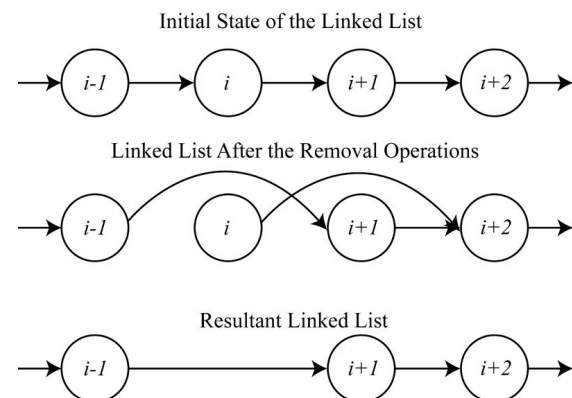 Initial State of the Linked List
i-1 i i+1 i+2
Linked List After the Removal Operations
i-1 i i+1 i+2
Resultant Linked List
i-1 i+1 i+2